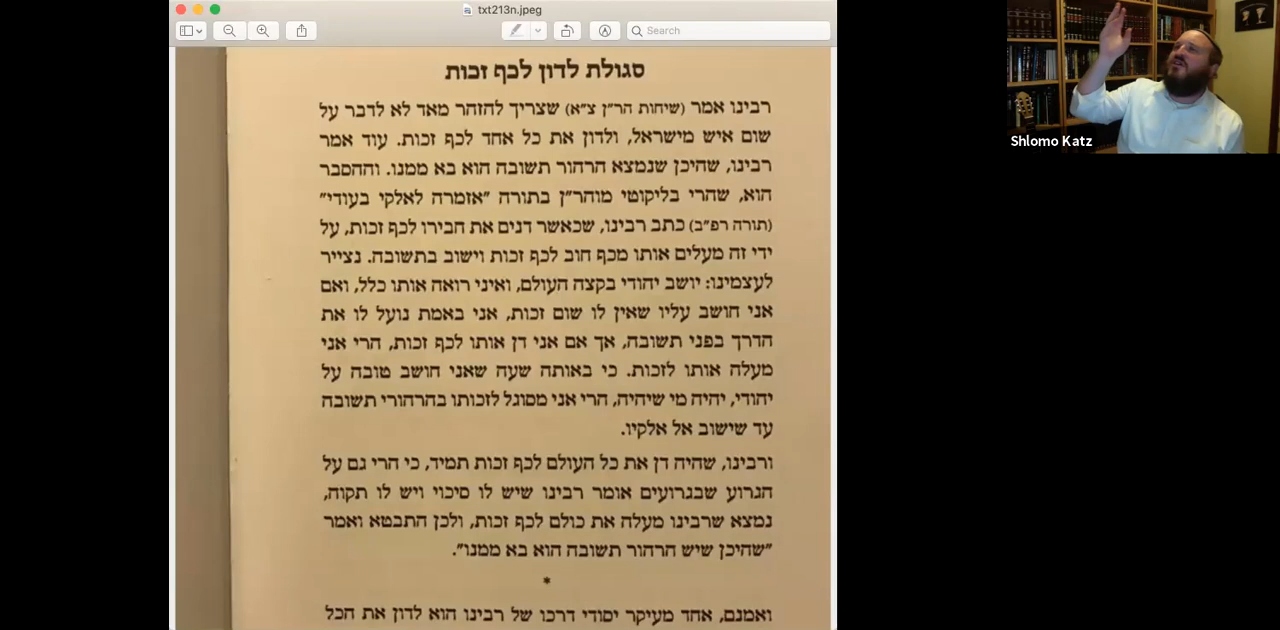 txt213n.jpeg
Search
Shlomo Katz
סגולת לדון לכף זכות
רבינו אמר (שיחות הר״ן צ״א) שצריך להזהר מאד לא לדבר על
שום איש מישראל, ולדון את כל אחד לכף זכות. עוד אמר
רבינו, שהיכן שנמצא הרהור תשובה הוא בא ממנו. וההסבר
הוא, שהרי בליקוטי מוהר״ן בתורה ״אזמרה לאלקי בעודי״
(תורה רפ״ב) כתב רבינו, שכאשר דנים את חבירו לכף זכות, על
ידי זה מעלים אותו מכף חוב לכף זכות וישוב בתשובה. נצייר
לעצמינו: יושב יהודי בקצה העולם, ואיני רואה אותו כלל, ואם
אני חושב עליו שאין לו שום זכות, אני באמת נועל לו את
הדרך בפני תשובה, אך אם אני דן אותו לכף זכות, הרי אני
מעלה אותו לזכות. כי באותה שעה שאני חושב טובה על
יהודי, יהיה מי שיהיה, הרי אני מסוגל לזכותו בהרהורי תשובה
עד שישוב אל אלקיו.
ורבינו, שהיה דן את כל העולם לכף זכות תמיד, כי הרי גם על
הגרוע שבגרועים אומר רבינו שיש לו סיכוי ויש לו תקוה,
נמצא שרבינו מעלה את כולם לכף זכות, ולכן התבטא ואמר
״שהיכן שיש הרהור תשובה הוא בא ממנו״.
*
ואמנם, אחד מעיקר יסודי דרכו של רבינו הוא לדון את הכל